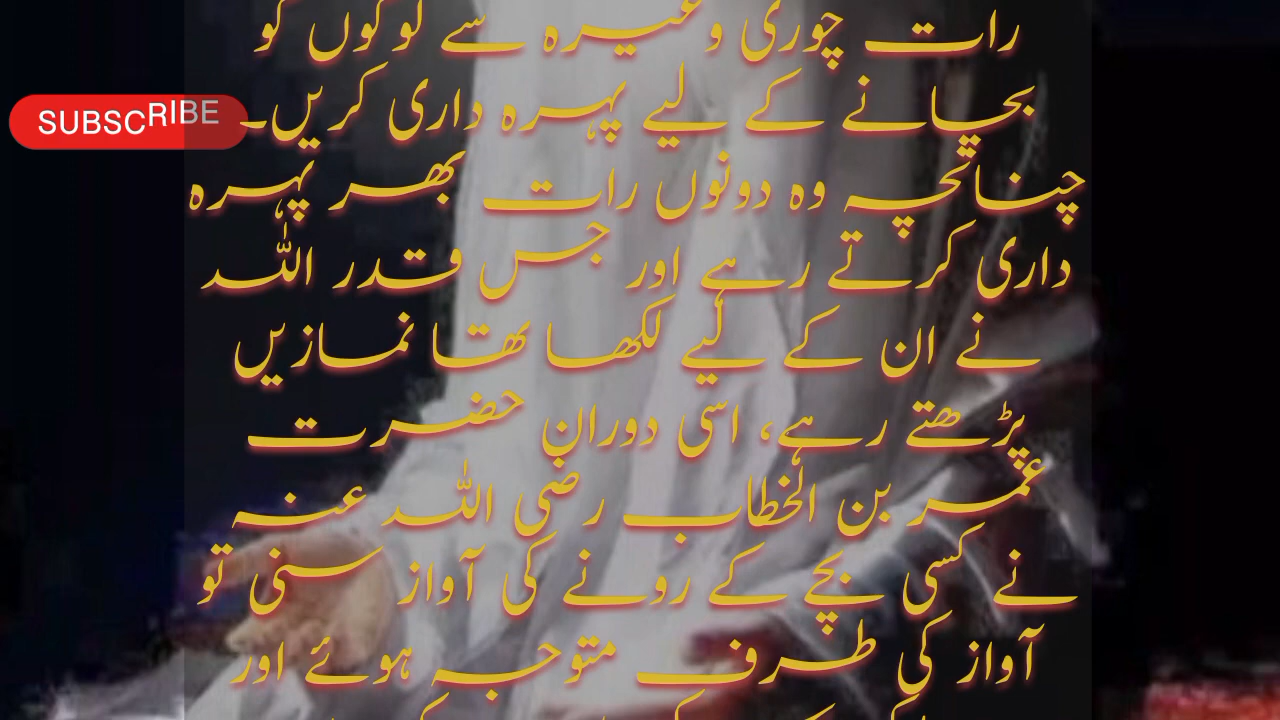 رات چوری وغیرہ سے لوگوں کو
بچانے کے لیے پہرہ داری کریں۔
SUBSCRIBE
چنانچہ وہ دونوں رات بھر پہرہ
داری کرتے رہے اور جس قدر اللہ
نے ان کے لیے لکھا تھا نمازیں
پڑھتے رہے، اسی دوران حضرت
عمر بن الخطاب رضی اللہ عنہ
نے کسی بچے کے رونے کی آواز سنی تو
آواز کی طرف متوجہ ہوئے اور